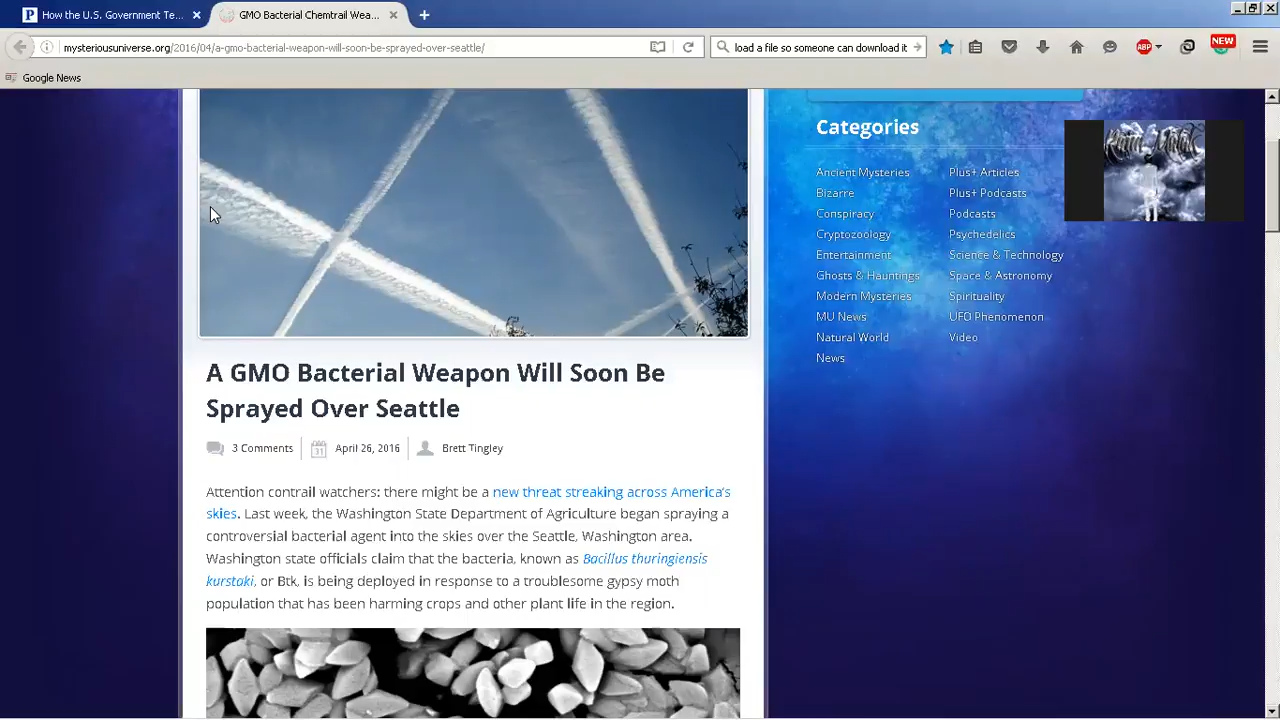 How the U.S. Government Te...
GMO Bacterial Chemtrail Wea...
mysteriousuniverse.org/2016/04/a-gmo-bacterial-weapon-will-soon-be-sprayed-over-seattle/
load a file so someone can download it
ABP
NEW
Google News
Categories
Ancient Mysteries
Bizarre
Conspiracy
Cryptozoology
Entertainment
Ghosts & Hauntings
Modern Mysteries
MU News
Natural World
News
Plus+ Articles
Plus+ Podcasts
Podcasts
Psychedelics
Science & Technology
Space & Astronomy
Spirituality
UFO Phenomenon
Video
A GMO Bacterial Weapon Will Soon Be
Sprayed Over Seattle
3 Comments
31
April 26, 2016
Brett Tingley
Attention contrail watchers: there might be a new threat streaking across America's
skies. Last week, the Washington State Department of Agriculture began spraying a
controversial bacterial agent into the skies over the Seattle, Washington area.
Washington state officials claim that the bacteria, known as Bacillus thuringiensis
kurstaki, or Btk, is being deployed in response to a troublesome gypsy moth
population that has been harming crops and other plant life in the region.